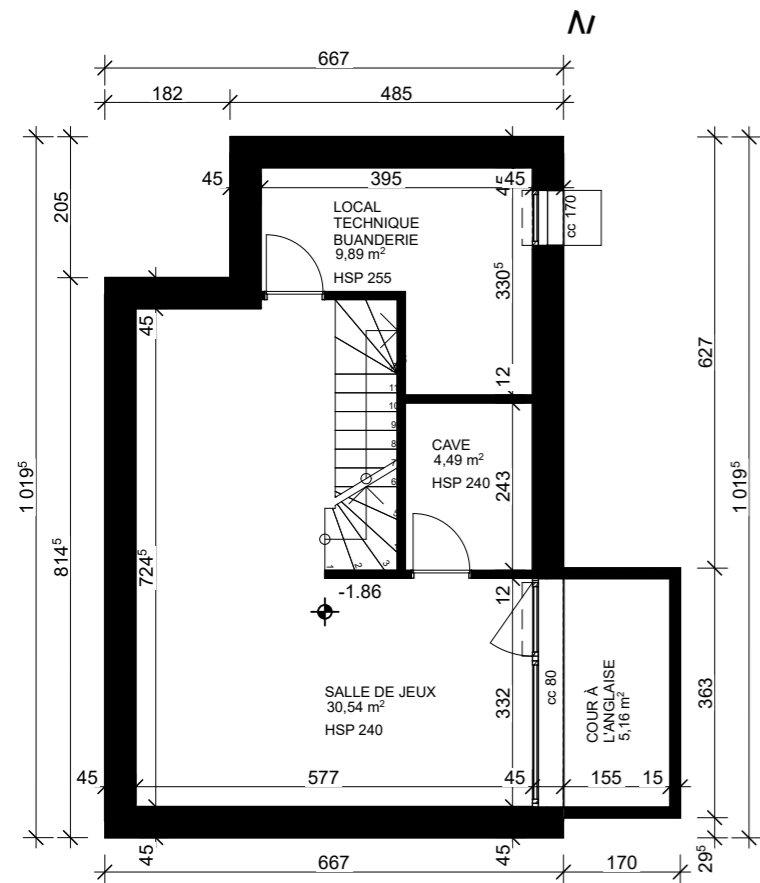 N
667
182
485
45
395
45
45
LOCAL
TECHNIQUE
BUANDERIE
9,89 m²
HSP 255
cc 170
205
330⁵
45
627
12
11
10
9
8
7
6
5
3
2
1
CAVE
4,49 m²
HSP 240
243
1 019⁵
814⁵
724⁵
1 019⁵
-1.86
12
SALLE DE JEUX
30,54 m²
HSP 240
332
cc 80
COUR À
L'ANGLAISE
5,16 m²
363
45
577
45
155
15
45
45
29⁵
667
170